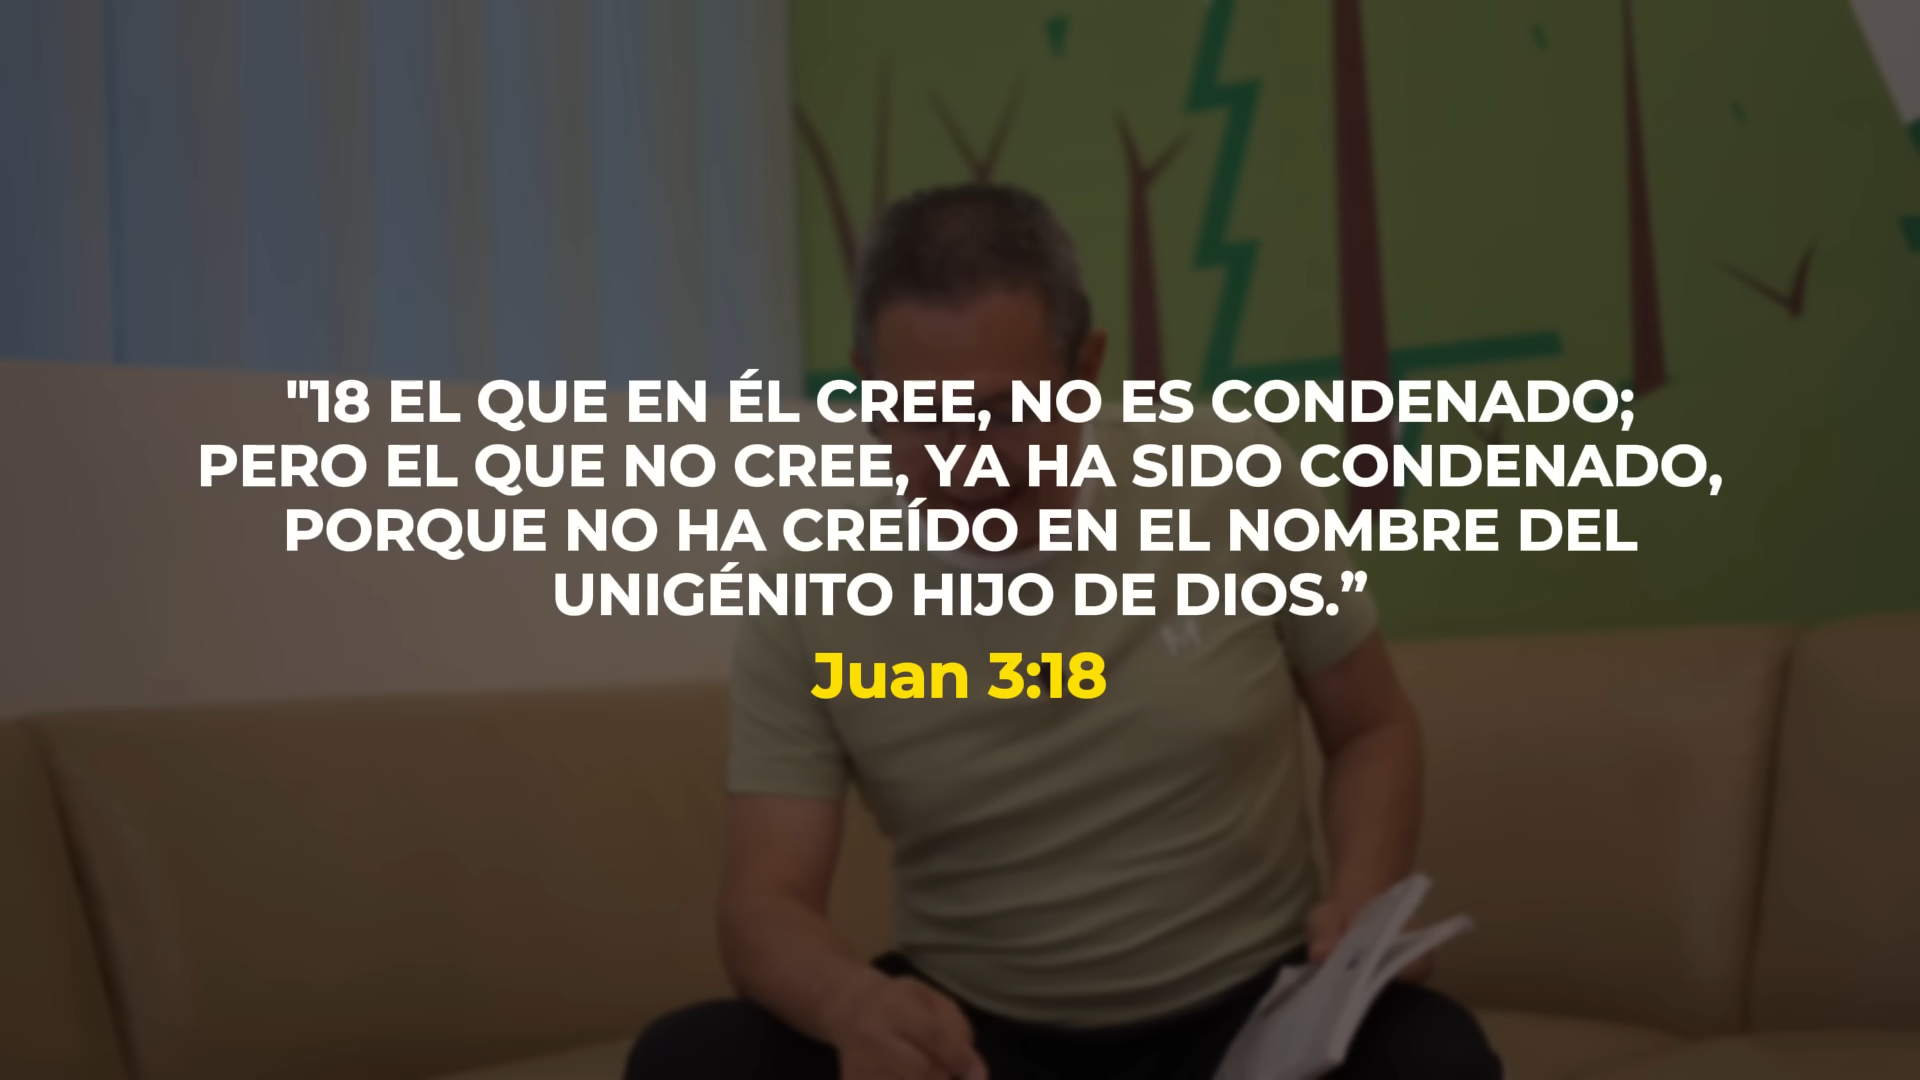 "18 EL QUE EN ÉL CREE, NO ES CONDENADO;
PERO EL QUE NO CREE, YA HA SIDO CONDENADO,
PORQUE NO HA CREÍDO EN EL NOMBRE DEL
UNIGÉNITO HIJO DE DIOS.”
Juan 3:18
M